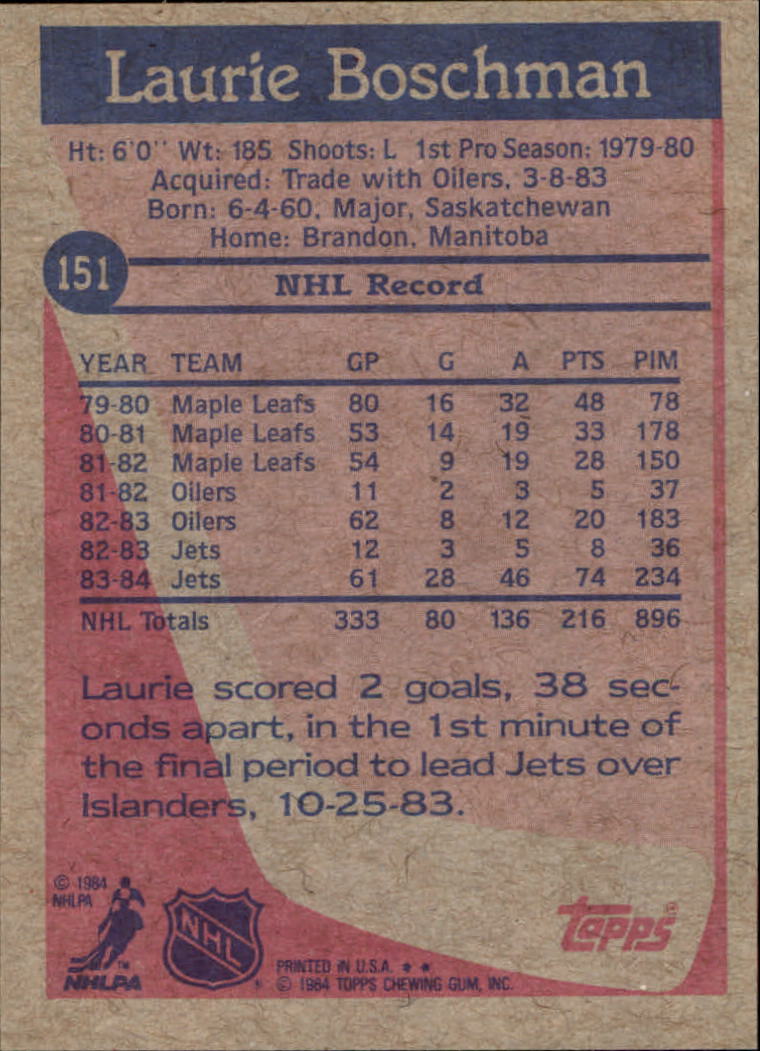 Laurie Boschman
Ht: 6'0'' Wt: 185 Shoots: L 1st Pro Season: 1979-80
Acquired: Trade with Oilers, 3-8-83
Born: 6-4-60, Major, Saskatchewan
Home: Brandon, Manitoba
151
NHL Record
YEAR TEAM GP G A PTS PIM
79-80 Maple Leafs 80 16 32 48 78
80-81 Maple Leafs 53 14 19 33 178
81-82 Maple Leafs 54 9 19 28 150
81-82 Oilers 11 2 3 5 37
82-83 Oilers 62 8 12 20 183
82-83 Jets 12 3 5 8 36
83-84 Jets 61 28 46 74 234
NHL Totals 333 80 136 216 896
Laurie scored 2 goals, 38 sec-
onds apart, in the 1st minute of
the final period to lead Jets over
Islanders, 10-25-83.
© 1984
NHLPA
NHLPA™
NHL
®
topps®
PRINTED IN U.S.A. * *
© 1984 TOPPS CHEWING GUM, INC.